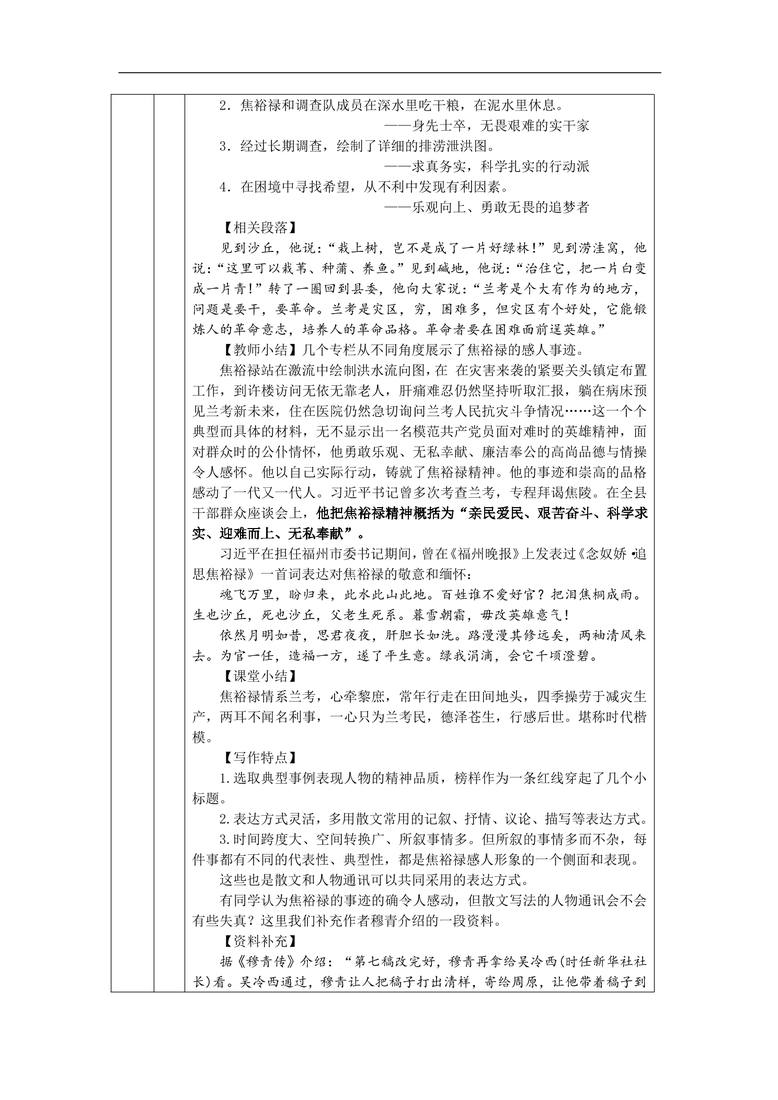 2．焦裕禄和调查队成员在深水里吃干粮，在泥水里休息。
——身先士卒，无畏艰难的实干家
3．经过长期调查，绘制了详细的排涝泄洪图。
——求真务实，科学扎实的行动派
4．在困境中寻找希望，从不利中发现有利因素。
——乐观向上、勇敢无畏的追梦者
【相关段落】
见到沙丘，他说：“栽上树，岂不是成了一片好绿林！”见到涝洼窝，他
说：“这里可以栽苇、种蒲、养鱼。”见到碱地，他说：“治住它，把一片白变
成一片青！”转了一圈回到县委，他向大家说：“兰考是个大有作为的地方，
问题是要干，要革命。兰考是灾区，穷，困难多，但灾区有个好处，它能锻
炼人的革命意志，培养人的革命品格。革命者要在困难面前逞英雄。”
【教师小结】几个专栏从不同角度展示了焦裕禄的感人事迹。
焦裕禄站在激流中绘制洪水流向图，在 在灾害来袭的紧要关头镇定布置
工作，到许楼访问无依无靠老人，肝痛难忍仍然坚持听取汇报，躺在病床预
见兰考新未来，住在医院仍然急切询问兰考人民抗灾斗争情况……这一个个
典型而具体的材料，无不显示出一名模范共产党员面对难时的英雄精神，面
对群众时的公仆情怀，他勇敢乐观、无私奉献、廉洁奉公的高尚品德与情操
令人感怀。他以自己实际行动，铸就了焦裕禄精神。他的事迹和崇高的品格
感动了一代又一代人。习近平书记曾多次考查兰考，专程拜谒焦陵。在全县
干部群众座谈会上，他把焦裕禄精神概括为“亲民爱民、艰苦奋斗、科学求
实、迎难而上、无私奉献”。
习近平在担任福州市委书记期间，曾在《福州晚报》上发表过《念奴娇·追
思焦裕禄》一首词表达对焦裕禄的敬意和缅怀：
魂飞万里，盼归来，此水此山此地。百姓谁不爱好官？把泪焦桐成雨。
生也沙丘，死也沙丘，父老生死系。暮雪朝霜，毋改英雄意气！
依然月明如昔，思君夜夜，肝胆长如洗。路漫漫其修远矣，两袖清风来
去。为官一任，造福一方，遂了平生意。绿我涓滴，会它千顷澄碧。
【课堂小结】
焦裕禄情系兰考，心牵黎庶，常年行走在田间地头，四季操劳于减灾生
产，两耳不闻名利事，一心只为兰考民，德泽苍生，行感后世。堪称时代楷
模。
【写作特点】
1.选取典型事例表现人物的精神品质，榜样作为一条红线穿起了几个小
标题。
2.表达方式灵活，多用散文常用的记叙、抒情、议论、描写等表达方式。
3.时间跨度大、空间转换广、所叙事情多。但所叙的事情多而不杂，每
件事都有不同的代表性、典型性，都是焦裕禄感人形象的一个侧面和表现。
这些也是散文和人物通讯可以共同采用的表达方式。
有同学认为焦裕禄的事迹的确令人感动，但散文写法的人物通讯会不会
有些失真？这里我们补充作者穆青介绍的一段资料。
【资料补充】
据《穆青传》介绍：“第七稿改完好，穆青再拿给吴冷西(时任新华社社
长)看。吴冷西通过，穆青让人把稿子打出清样，寄给周原，让他带着稿子到